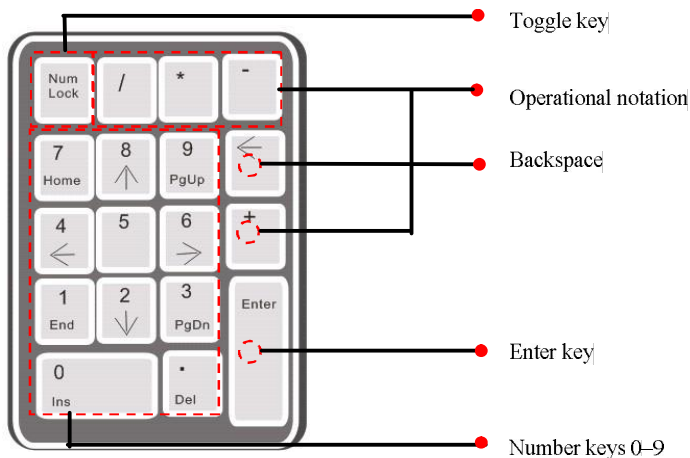 Toggle key
Num
Lock
/
*
-
Operational notation
7
8
9
Home
PgUp
Backspace
4
5
6
+
1
2
3
Enter
End
PgDn
Enter key
0
.
Ins
Del
Number keys 0–9